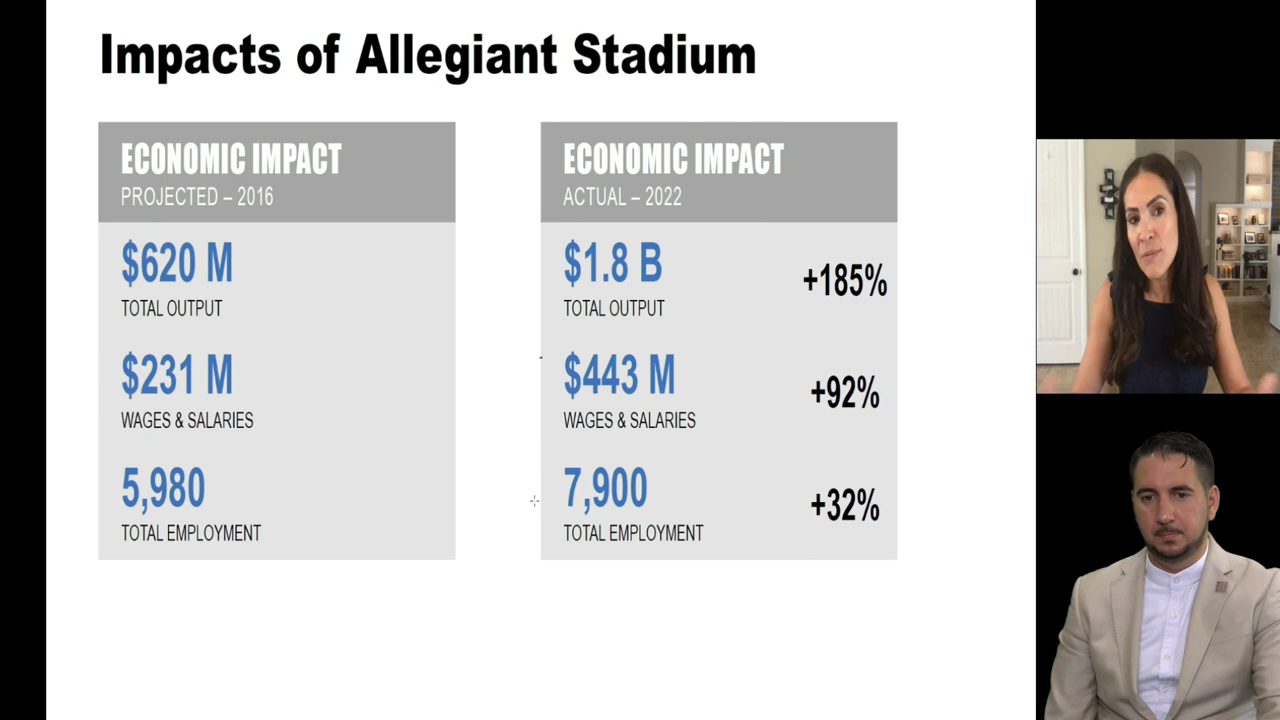 Impacts of Allegiant Stadium
ECONOMIC IMPACT
PROJECTED – 2016
$620 M
TOTAL OUTPUT
$231 M
WAGES & SALARIES
5,980
TOTAL EMPLOYMENT
ECONOMIC IMPACT
ACTUAL – 2022
$1.8 B
TOTAL OUTPUT
+185%
$443 M
WAGES & SALARIES
+92%
7,900
TOTAL EMPLOYMENT
+32%